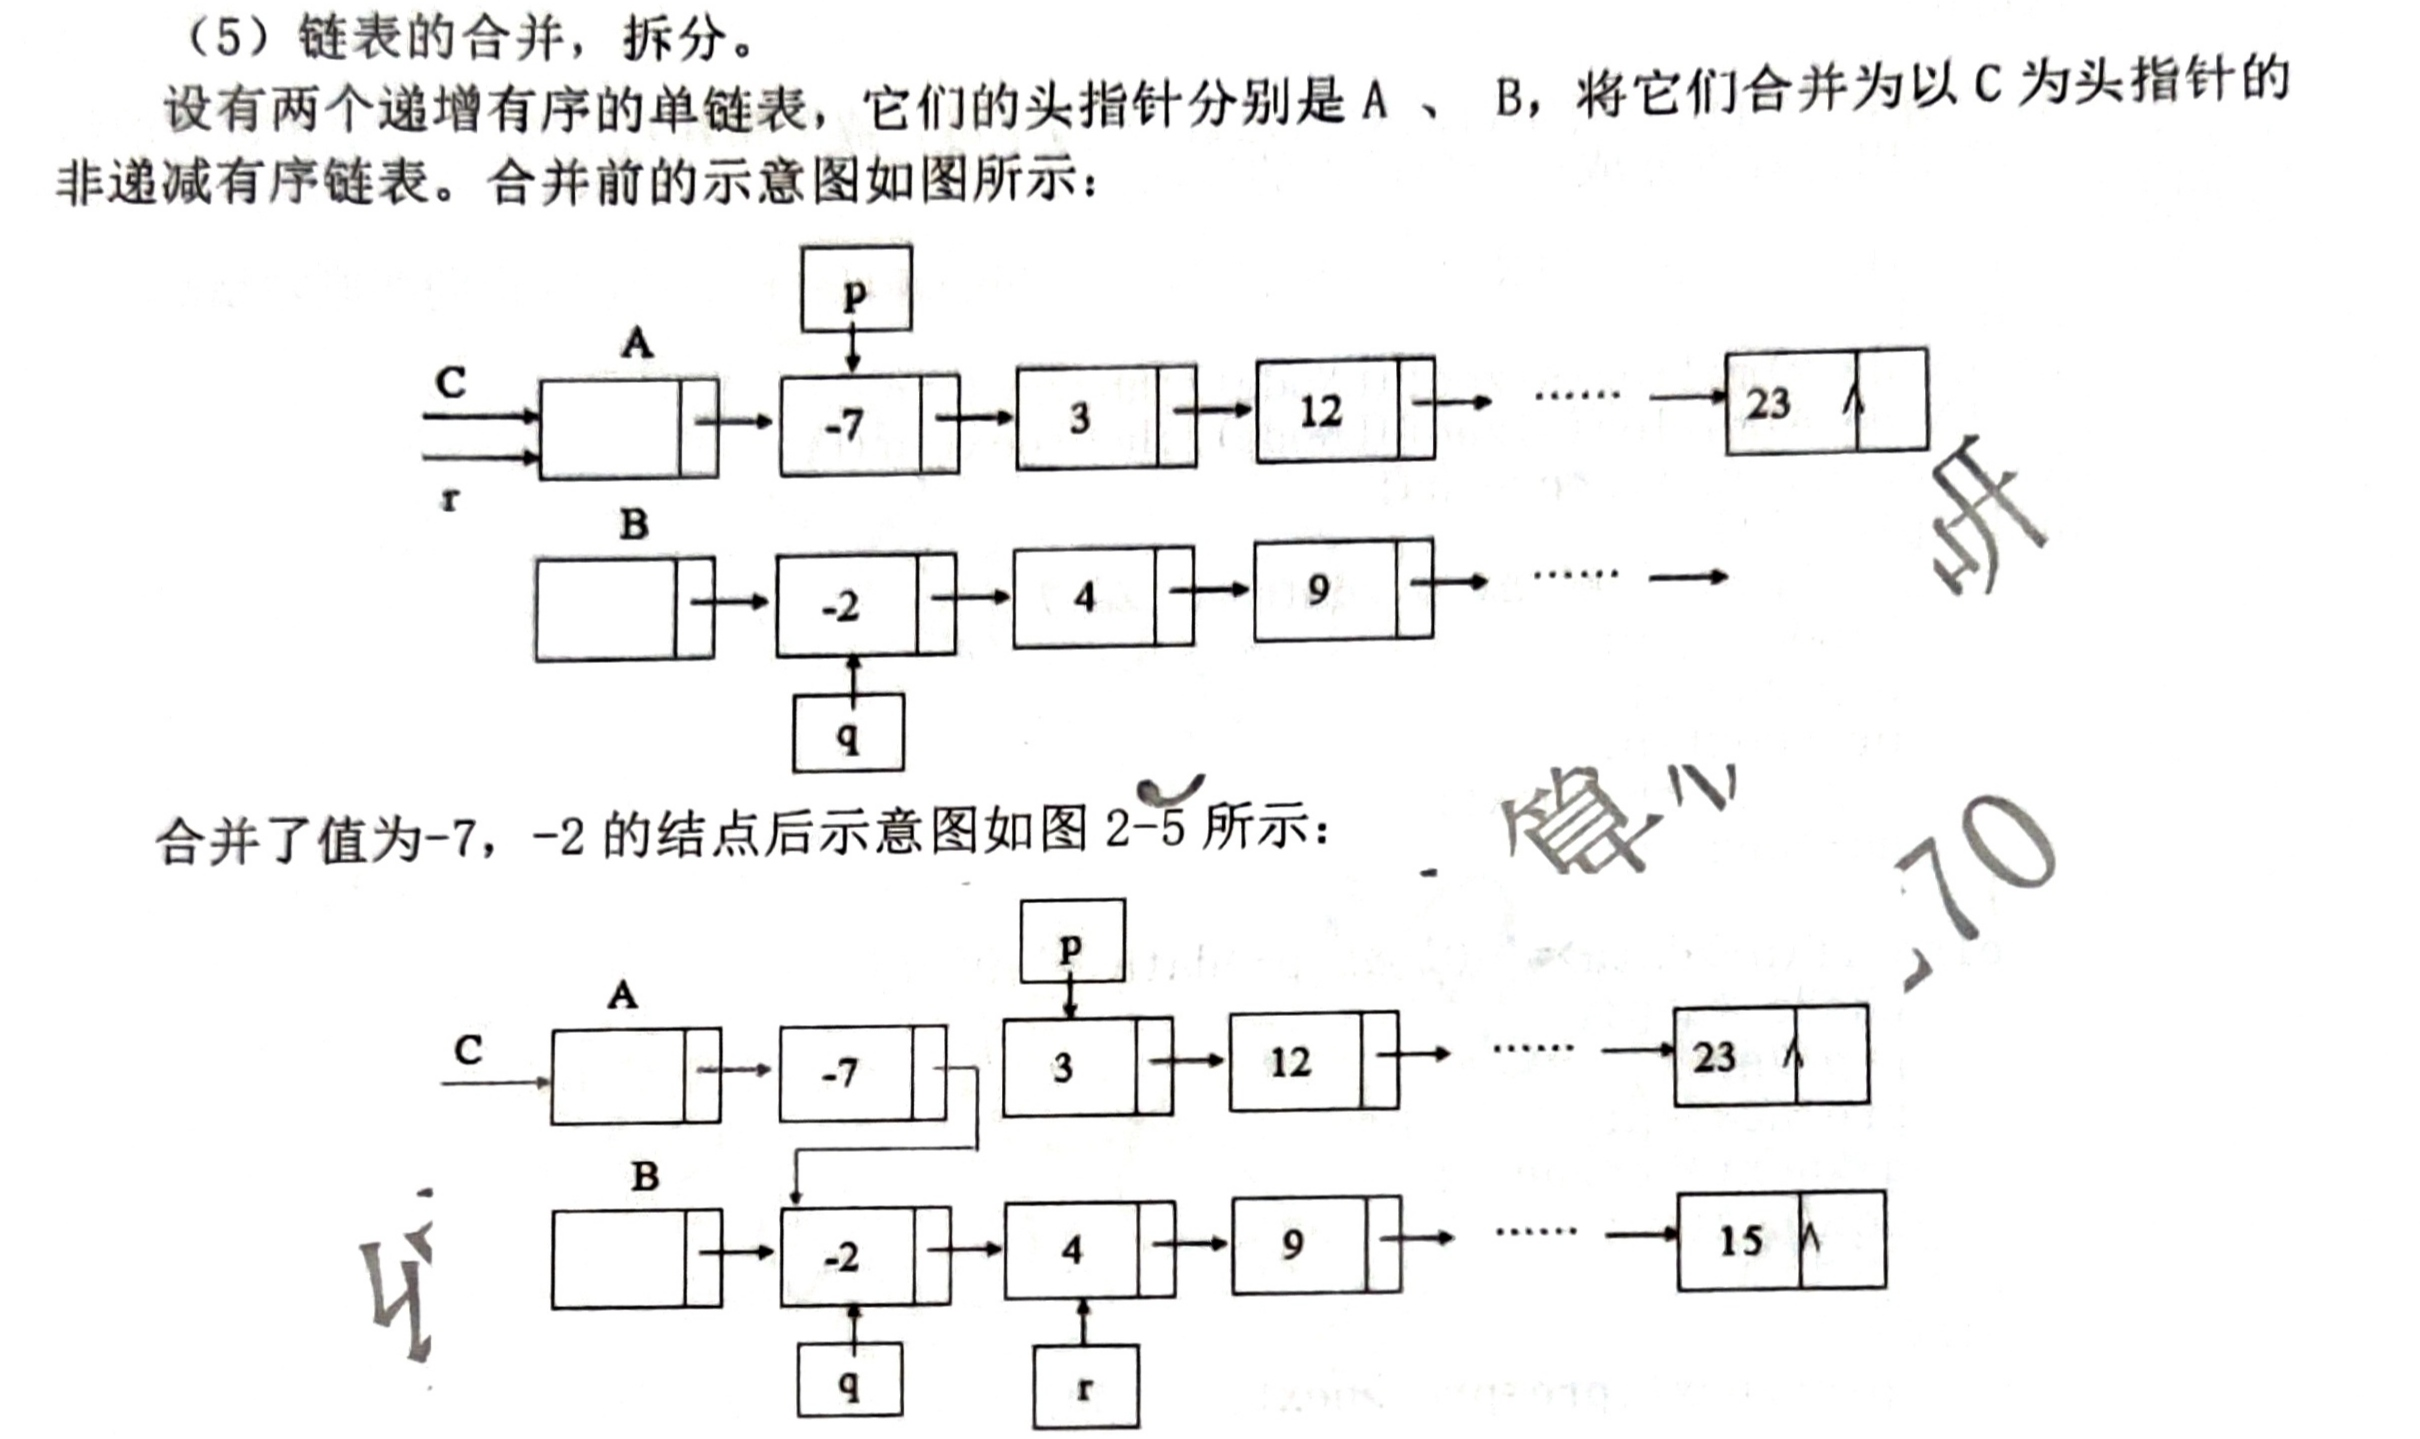 （5）链表的合并，拆分。
设有两个递增有序的单链表，它们的头指针分别是 A 、 B，将它们合并为以 C 为头指针的
非递减有序链表。合并前的示意图如图所示：
p
A
C
-7
3
12
......
23 ∧
r
B
-2
4
9
......
研
q
算
合并了值为-7，-2 的结点后示意图如图 2-5 所示：
70
p
A
C
-7
3
12
......
23 ∧
B
-2
4
9
......
15 ∧
q
r